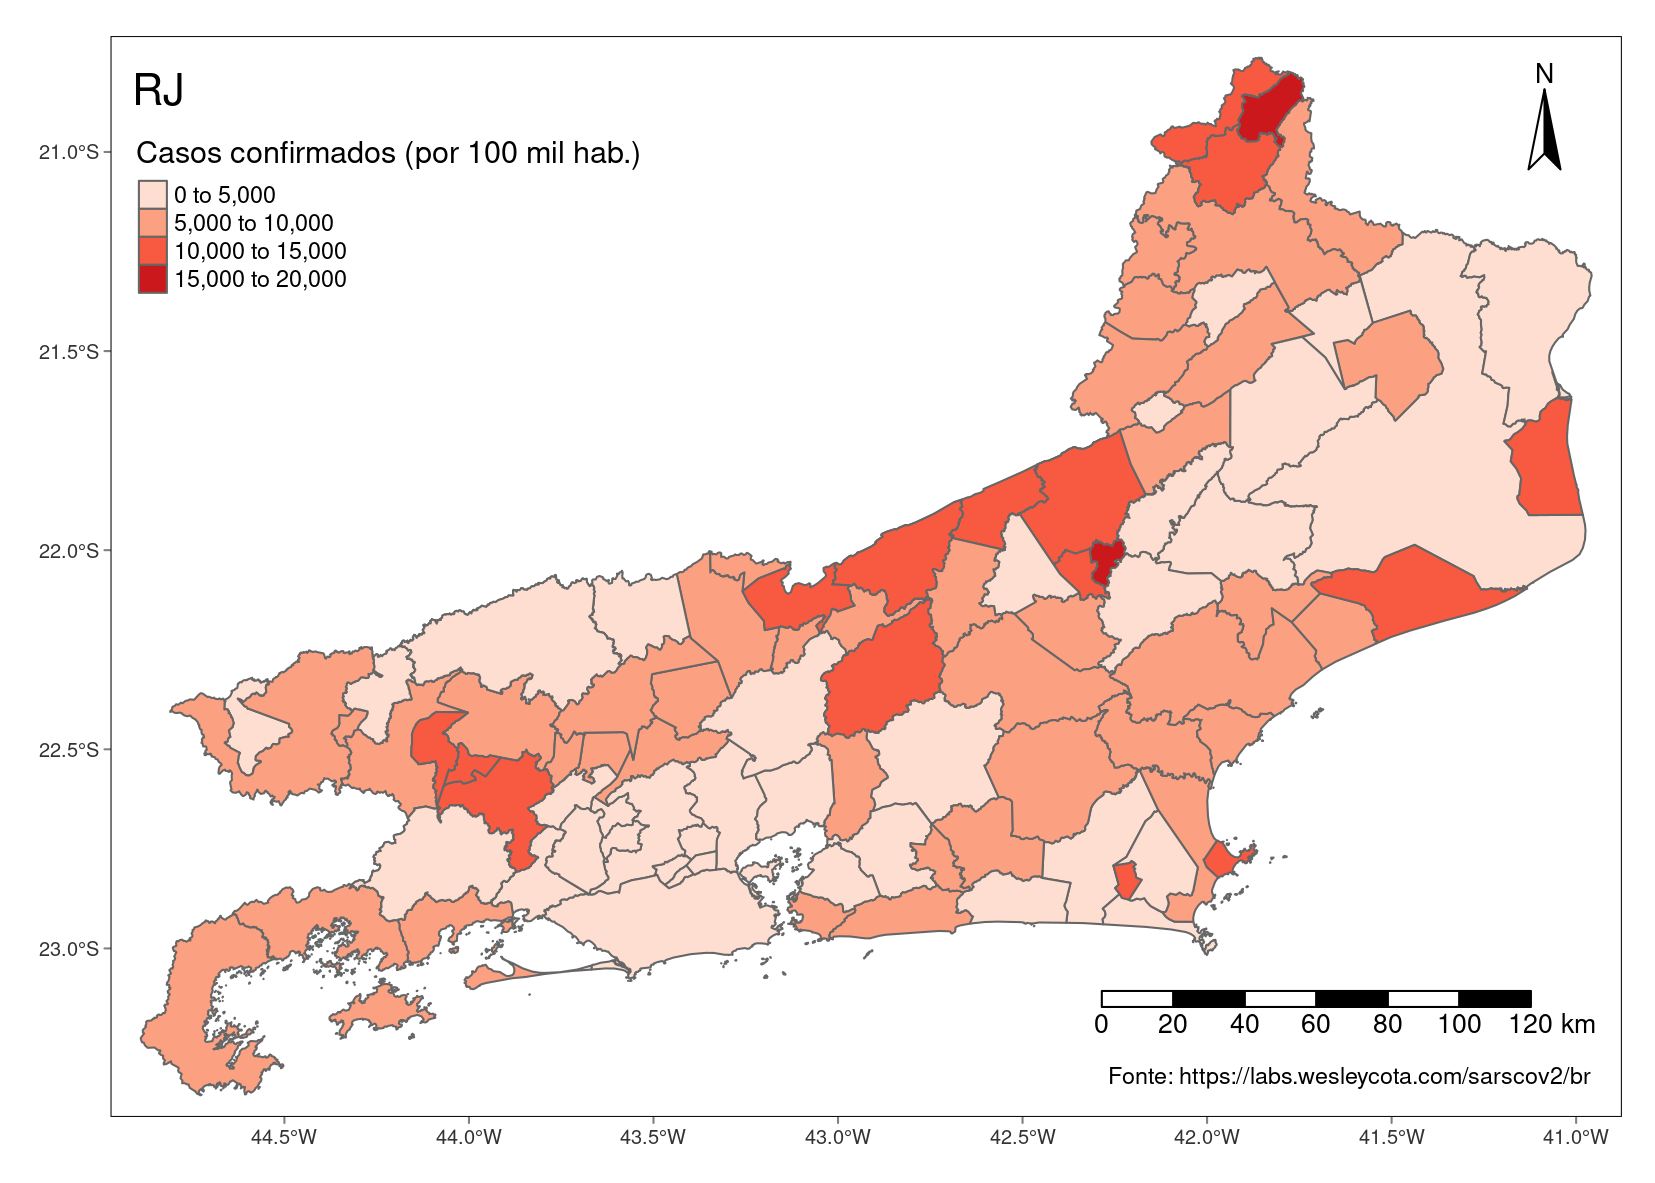 RJ
N
Casos confirmados (por 100 mil hab.)
0 to 5,000
5,000 to 10,000
10,000 to 15,000
15,000 to 20,000
21.0°S
21.5°S
22.0°S
22.5°S
23.0°S
0 20 40 60 80 100 120 km
Fonte: https://labs.wesleycota.com/sarscov2/br
44.5°W 44.0°W 43.5°W 43.0°W 42.5°W 42.0°W 41.5°W 41.0°W